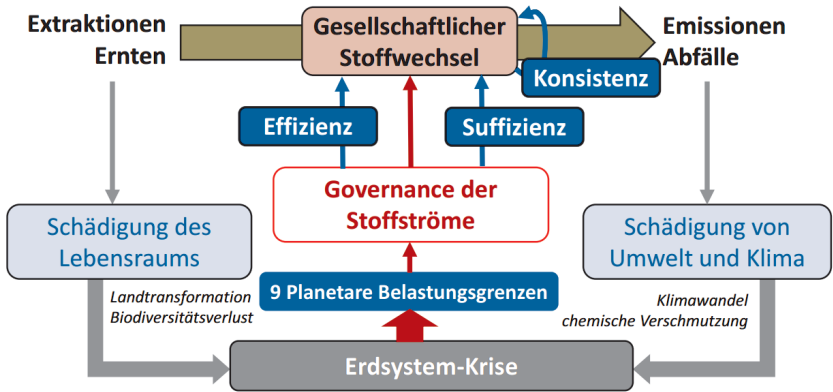 Extraktionen
Ernten
Gesellschaftlicher
Stoffwechsel
Emissionen
Abfälle
Konsistenz
Effizienz
Suffizienz
Governance der
Stoffströme
Schädigung des
Lebensraums
Schädigung von
Umwelt und Klima
9 Planetare Belastungsgrenzen
Landtransformation
Biodiversitätsverlust
Klimawandel
chemische Verschmutzung
Erdsystem-Krise